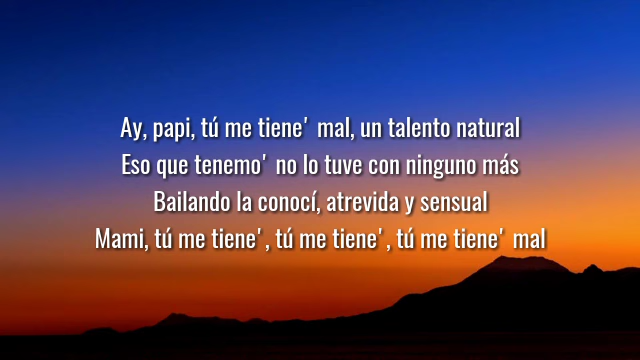 Ay, papi, tú me tiene' mal, un talento natural
Eso que tenemo' no lo tuve con ninguno más
Bailando la conocí, atrevida y sensual
Mami, tú me tiene', tú me tiene', tú me tiene' mal